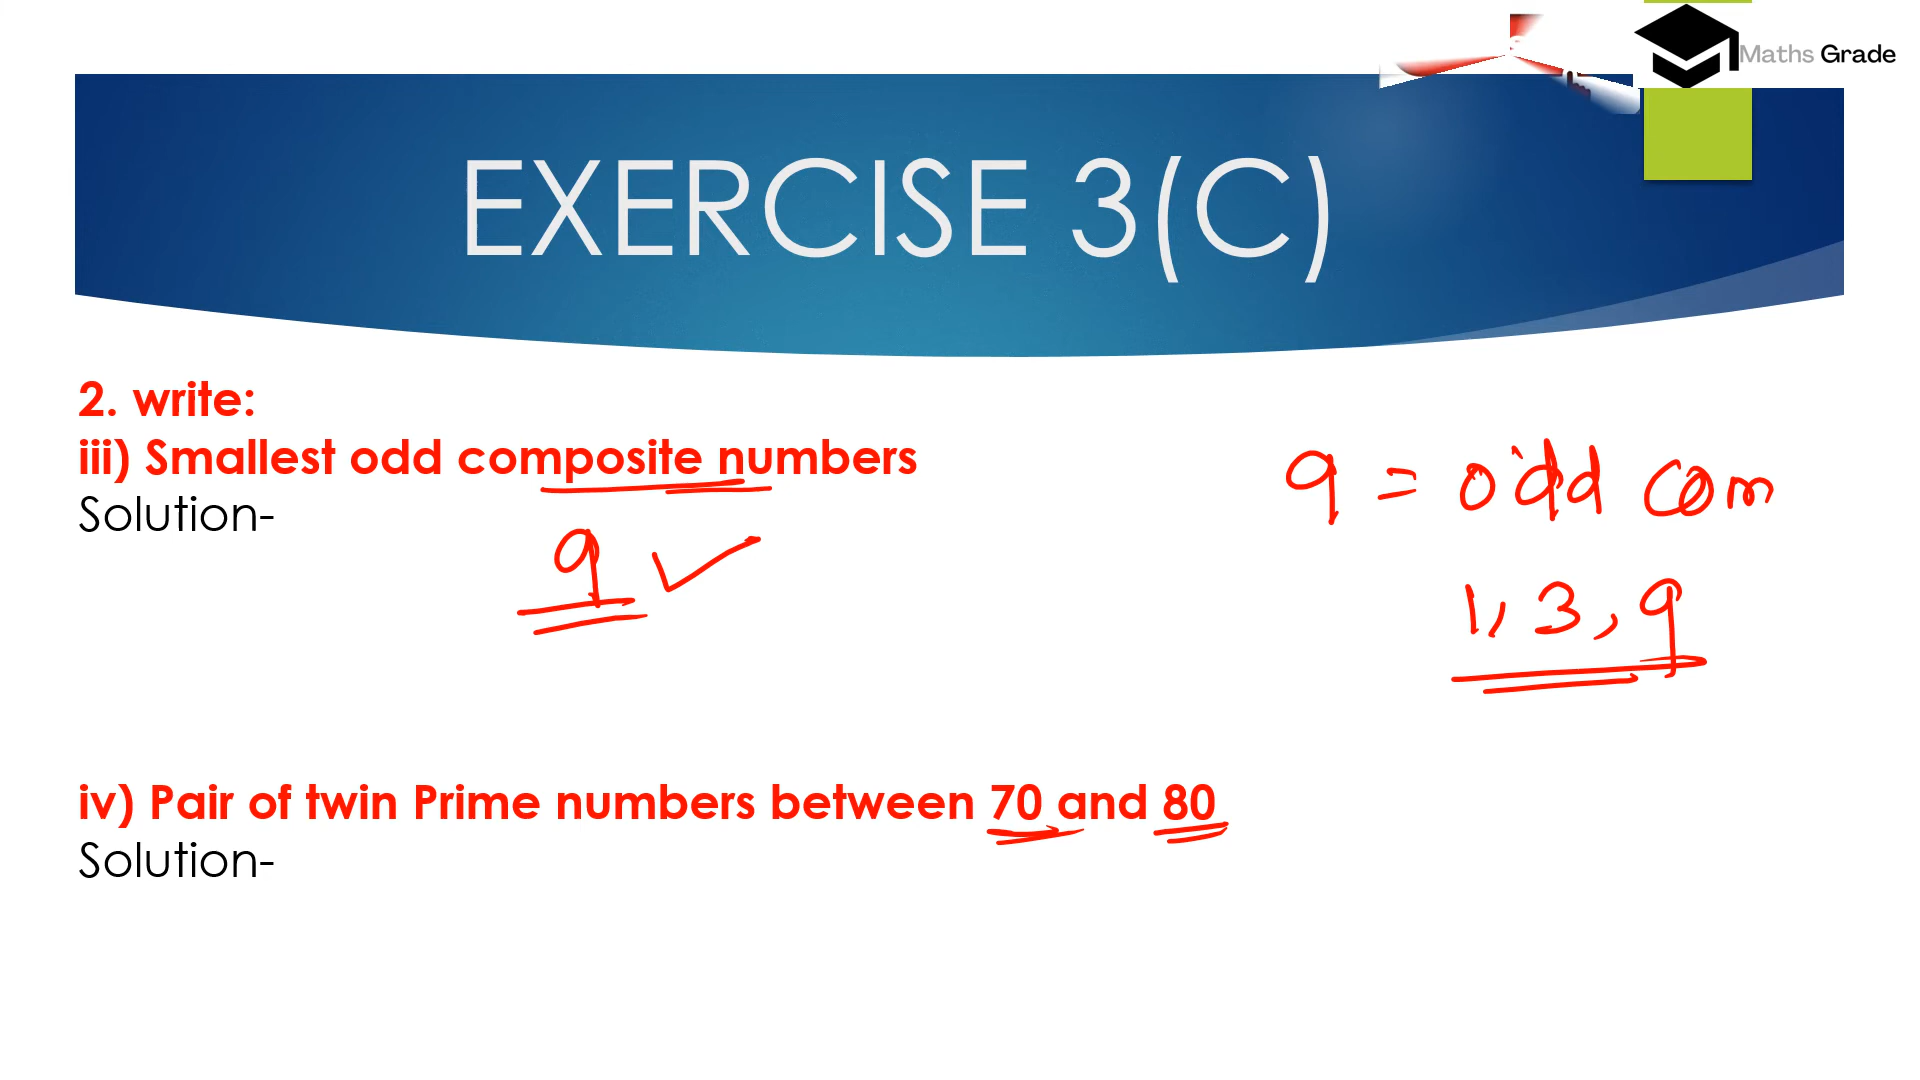 Maths Grade
EXERCISE 3(C)
2. write:
iii) Smallest odd composite numbers
Solution-
9
9 = odd com
1, 3, 9
iv) Pair of twin Prime numbers between 70 and 80
Solution-